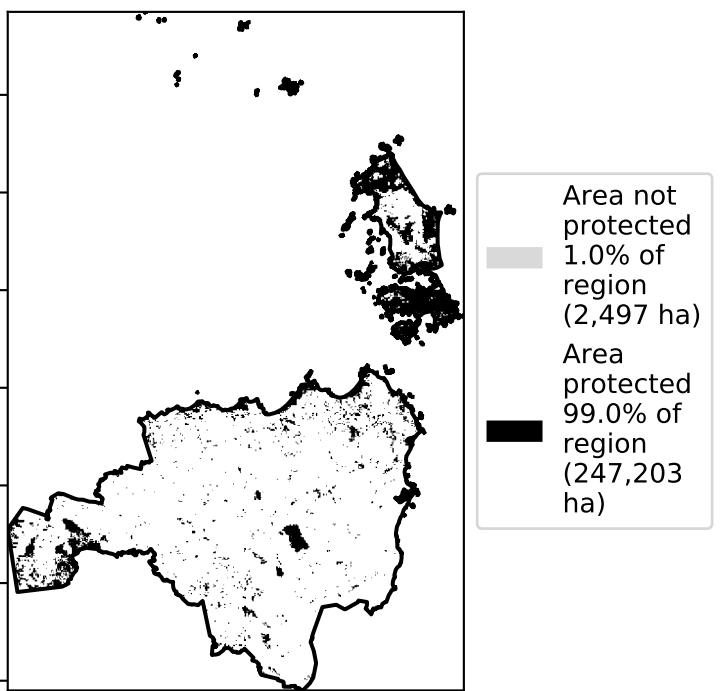 Area not
protected
1.0% of
region
(2,497 ha)
Area
protected
99.0% of
region
(247,203
ha)